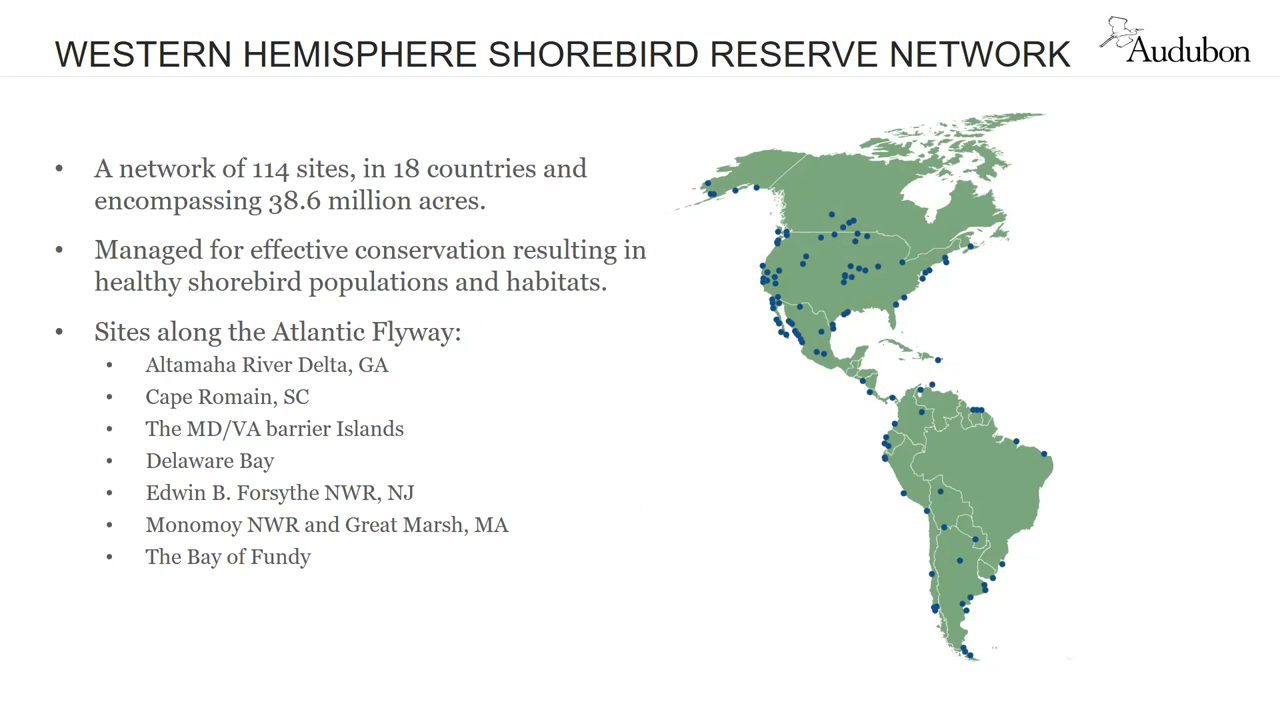 WESTERN HEMISPHERE SHOREBIRD RESERVE NETWORK
Audubon
• A network of 114 sites, in 18 countries and
encompassing 38.6 million acres.
• Managed for effective conservation resulting in
healthy shorebird populations and habitats.
• Sites along the Atlantic Flyway:
• Altamaha River Delta, GA
• Cape Romain, SC
• The MD/VA barrier Islands
• Delaware Bay
• Edwin B. Forsythe NWR, NJ
• Monomoy NWR and Great Marsh, MA
• The Bay of Fundy